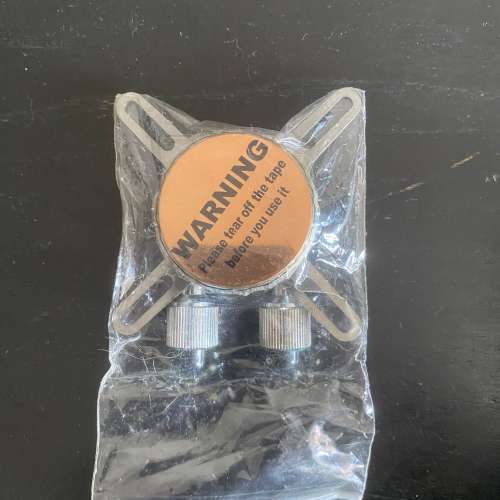 WARNING
Please tear off the tape
before you use it